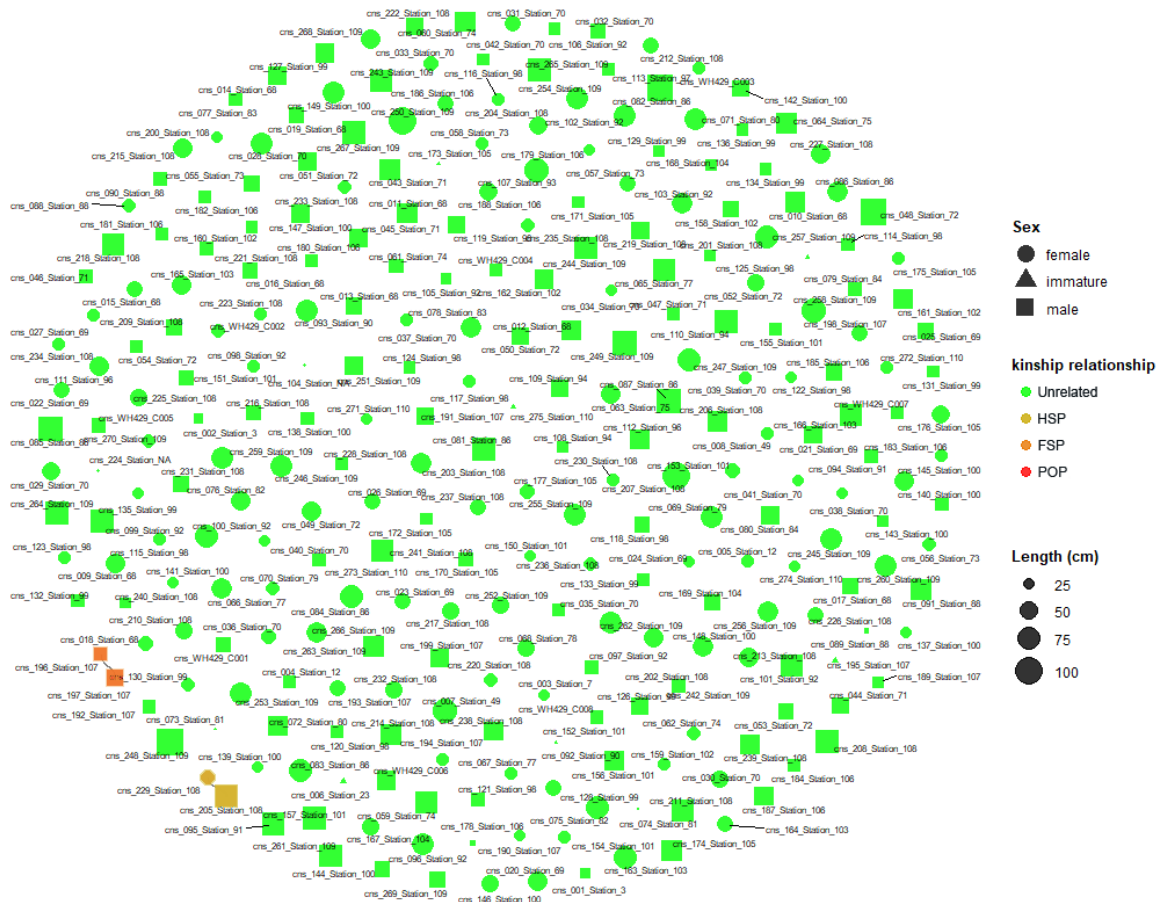 cns_222_Station_108
cns_031_Station_70
cns_032_Station_70
cns_268_Station_109
cns_060_Station_74
cns_033_Station_70
cns_042_Station_70
cns_106_Station_92
cns_212_Station_108
cns_127_Station_99
cns_243_Station_109
cns_116_Station_98
cns_265_Station_109
cns_113_Station_97
cns_WH429_C003
cns_014_Station_68
cns_186_Station_106
cns_254_Station_109
cns_142_Station_100
cns_077_Station_83
cns_149_Station_100
cns_250_Station_109
cns_204_Station_108
cns_082_Station_86
cns_102_Station_92
cns_071_Station_80
cns_064_Station_75
cns_200_Station_108
cns_019_Station_68
cns_058_Station_73
cns_129_Station_99
cns_136_Station_99
cns_215_Station_108
cns_028_Station_70
cns_267_Station_109
cns_173_Station_105
cns_179_Station_106
cns_168_Station_104
cns_227_Station_108
cns_055_Station_73
cns_051_Station_72
cns_043_Station_71
cns_107_Station_93
cns_057_Station_73
cns_134_Station_99
cns_086_Station_86
cns_090_Station_88
cns_088_Station_88
cns_182_Station_106
cns_233_Station_108
cns_011_Station_68
cns_188_Station_106
cns_103_Station_92
cns_171_Station_105
cns_158_Station_102
cns_010_Station_68
cns_048_Station_72
cns_181_Station_106
cns_160_Station_102
cns_147_Station_100
cns_045_Station_71
cns_119_Station_98
cns_235_Station_108
cns_219_Station_108
cns_201_Station_108
cns_257_Station_109
cns_114_Station_98
cns_218_Station_108
cns_221_Station_108
cns_180_Station_106
cns_061_Station_74
cns_WH429_C004
cns_244_Station_109
cns_175_Station_105
cns_046_Station_71
cns_165_Station_103
cns_016_Station_68
cns_105_Station_92
cns_162_Station_102
cns_065_Station_77
cns_125_Station_98
cns_079_Station_84
cns_015_Station_68
cns_223_Station_108
cns_013_Station_68
cns_078_Station_83
cns_034_Station_70
cns_047_Station_71
cns_052_Station_72
cns_258_Station_109
cns_161_Station_102
cns_209_Station_108
cns_WH429_C002
cns_093_Station_90
cns_012_Station_68
cns_110_Station_94
cns_198_Station_107
cns_027_Station_69
cns_037_Station_70
cns_155_Station_101
cns_025_Station_69
cns_234_Station_108
cns_054_Station_72
cns_098_Station_92
cns_050_Station_72
cns_249_Station_109
cns_247_Station_109
cns_185_Station_106
cns_272_Station_110
cns_111_Station_96
cns_151_Station_101
cns_104_Station_NA
cns_251_Station_109
cns_124_Station_98
cns_109_Station_94
cns_087_Station_86
cns_039_Station_70
cns_122_Station_98
cns_131_Station_99
cns_022_Station_69
cns_225_Station_108
cns_117_Station_98
cns_063_Station_75
cns_WH429_C005
cns_216_Station_108
cns_271_Station_110
cns_191_Station_107
cns_275_Station_110
cns_206_Station_108
cns_WH429_C007
cns_085_Station_86
cns_002_Station_3
cns_138_Station_100
cns_112_Station_96
cns_166_Station_103
cns_176_Station_105
cns_270_Station_109
cns_259_Station_109
cns_081_Station_86
cns_108_Station_94
cns_008_Station_49
cns_021_Station_69
cns_183_Station_106
cns_224_Station_NA
cns_228_Station_108
cns_230_Station_108
cns_153_Station_101
cns_094_Station_91
cns_029_Station_70
cns_231_Station_108
cns_246_Station_109
cns_203_Station_108
cns_177_Station_105
cns_207_Station_108
cns_145_Station_100
cns_264_Station_109
cns_076_Station_82
cns_026_Station_69
cns_237_Station_108
cns_255_Station_109
cns_041_Station_70
cns_140_Station_100
cns_135_Station_99
cns_049_Station_72
cns_069_Station_79
cns_038_Station_70
cns_099_Station_92
cns_100_Station_92
cns_172_Station_105
cns_118_Station_98
cns_080_Station_84
cns_143_Station_100
cns_123_Station_98
cns_115_Station_98
cns_040_Station_70
cns_241_Station_108
cns_150_Station_101
cns_236_Station_108
cns_024_Station_69
cns_005_Station_12
cns_245_Station_109
cns_056_Station_73
cns_009_Station_68
cns_141_Station_100
cns_070_Station_79
cns_273_Station_110
cns_170_Station_105
cns_133_Station_99
cns_274_Station_110
cns_260_Station_109
cns_132_Station_99
cns_240_Station_108
cns_066_Station_77
cns_084_Station_86
cns_023_Station_69
cns_252_Station_109
cns_035_Station_70
cns_169_Station_104
cns_017_Station_68
cns_091_Station_88
cns_210_Station_108
cns_036_Station_70
cns_266_Station_109
cns_262_Station_109
cns_256_Station_109
cns_226_Station_108
cns_018_Station_68
cns_263_Station_109
cns_199_Station_107
cns_068_Station_78
cns_148_Station_100
cns_089_Station_88
cns_137_Station_100
cns_196_Station_107
cns_WH429_C001
cns_220_Station_108
cns_097_Station_92
cns_213_Station_108
cns_195_Station_107
cns_130_Station_99
cns_004_Station_12
cns_232_Station_108
cns_202_Station_108
cns_101_Station_92
cns_189_Station_107
cns_197_Station_107
cns_253_Station_109
cns_193_Station_107
cns_007_Station_49
cns_003_Station_7
cns_126_Station_99
cns_242_Station_109
cns_044_Station_71
cns_192_Station_107
cns_WH429_C008
cns_073_Station_81
cns_072_Station_80
cns_214_Station_108
cns_238_Station_108
cns_152_Station_101
cns_062_Station_74
cns_053_Station_72
cns_248_Station_109
cns_139_Station_100
cns_120_Station_98
cns_194_Station_107
cns_092_Station_90
cns_159_Station_102
cns_239_Station_108
cns_208_Station_108
cns_083_Station_86
cns_WH429_C006
cns_067_Station_77
cns_156_Station_101
cns_030_Station_70
cns_184_Station_106
cns_229_Station_108
cns_006_Station_23
cns_121_Station_98
cns_128_Station_99
cns_211_Station_108
cns_187_Station_106
cns_205_Station_108
cns_157_Station_101
cns_059_Station_74
cns_075_Station_82
cns_074_Station_81
cns_095_Station_91
cns_178_Station_106
cns_164_Station_103
cns_261_Station_109
cns_167_Station_104
cns_190_Station_107
cns_154_Station_101
cns_174_Station_105
cns_144_Station_100
cns_096_Station_92
cns_020_Station_69
cns_163_Station_103
cns_269_Station_109
cns_146_Station_100
cns_001_Station_3
Sex
female
immature
male
kinship relationship
Unrelated
HSP
FSP
POP
Length (cm)
25
50
75
100